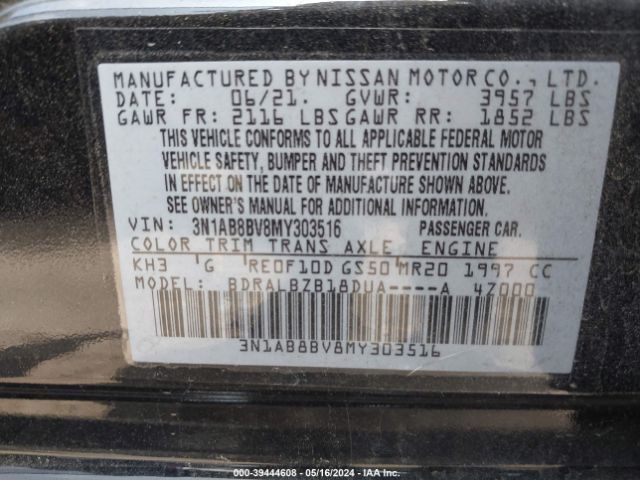 MANUFACTURED BY NISSAN MOTOR CO., LTD.
DATE: 06/21. GVWR: 3957 LBS
GAWR FR: 2116 LBS GAWR RR: 1852 LBS
THIS VEHICLE CONFORMS TO ALL APPLICABLE FEDERAL MOTOR
VEHICLE SAFETY, BUMPER AND THEFT PREVENTION STANDARDS
IN EFFECT ON THE DATE OF MANUFACTURE SHOWN ABOVE.
SEE OWNER'S MANUAL FOR ADDITIONAL INFORMATION.
VIN: 3N1AB8BV8MY303516 PASSENGER CAR.
COLOR TRIM TRANS AXLE ENGINE
KH3 G RE0F10D GS50 MR20 1997 CC
MODEL: BDRALBZB18DUA----A 4Z000
3N1AB8BV8MY303516
000-39444608 - 05/16/2024 - IAA Inc.